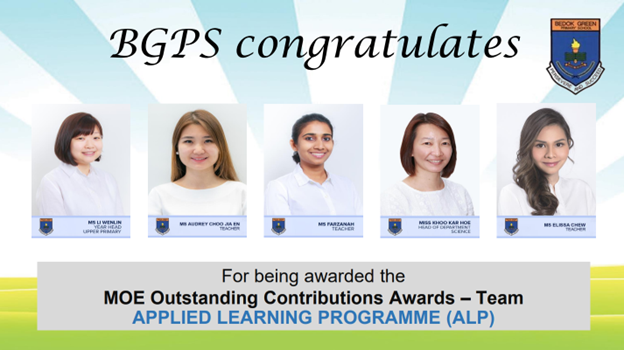 BGPS congratulates
BEDOK GREEN
PRIMARY SCHOOL
MS LI WENLIN
YEAR HEAD
UPPER PRIMARY
MS AUDREY CHOO JIA EN
TEACHER
MS FARZANAH
TEACHER
MISS KHOO KAR HOE
HEAD OF DEPARTMENT
SCIENCE
MS ELISSA CHEW
TEACHER
For being awarded the
MOE Outstanding Contributions Awards – Team
APPLIED LEARNING PROGRAMME (ALP)